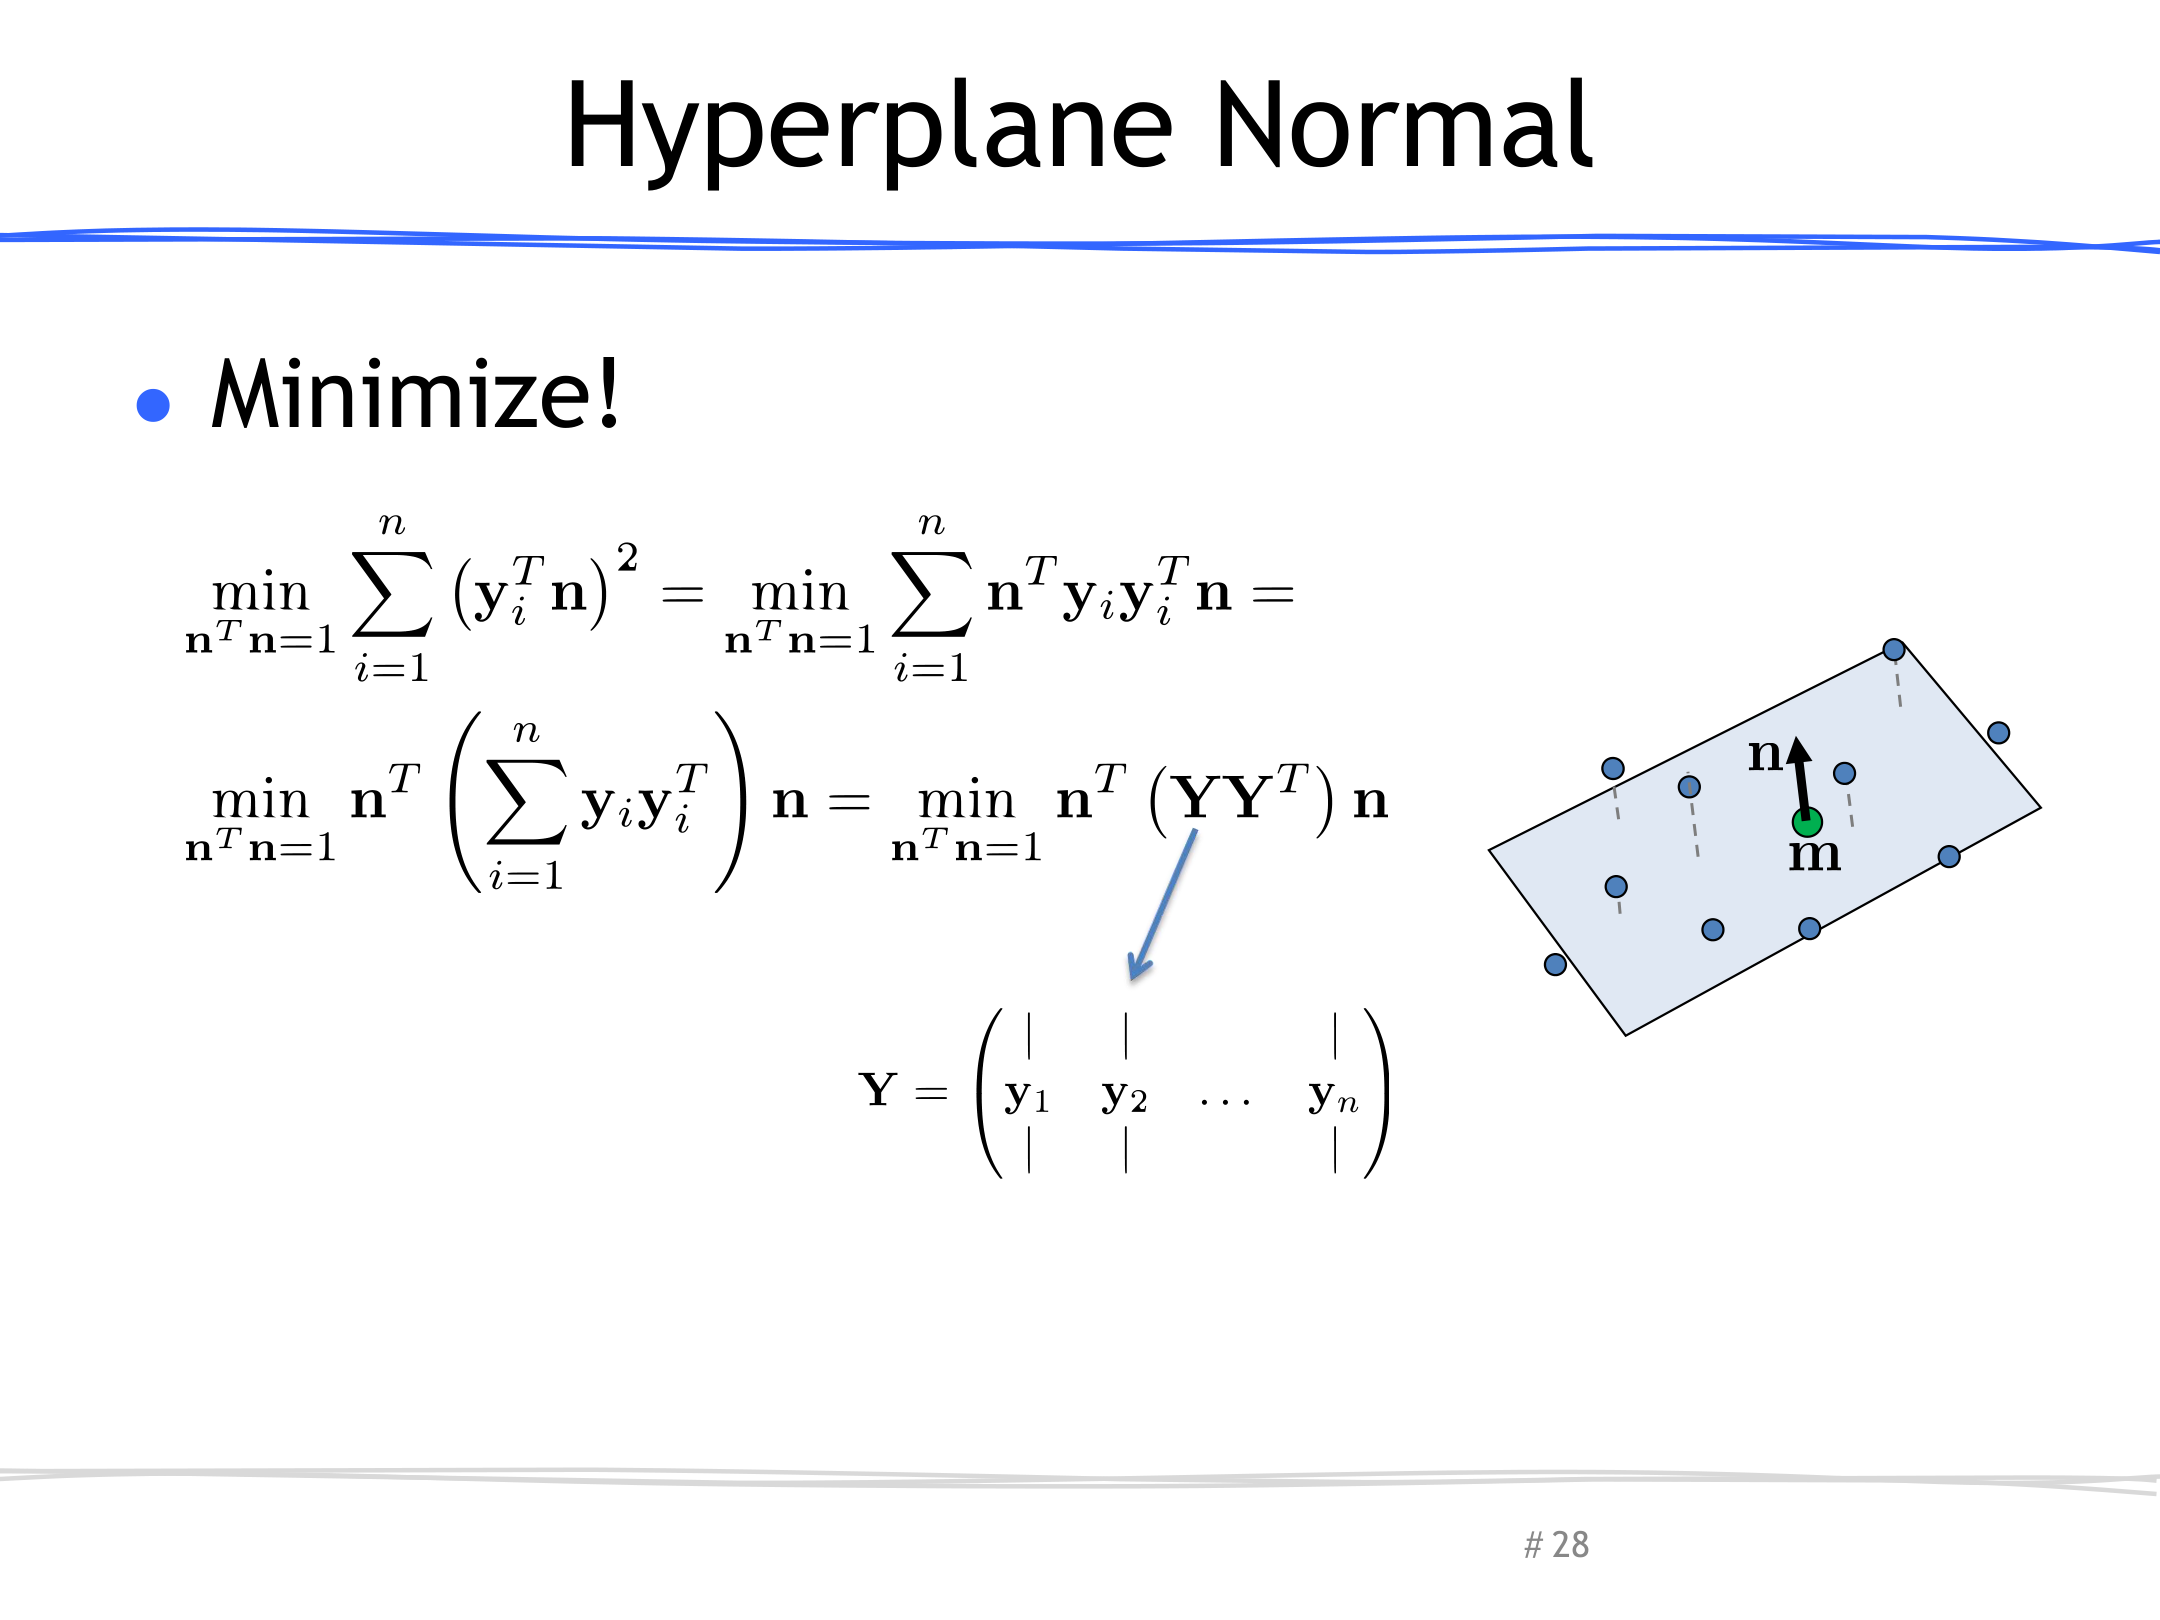 Hyperplane Normal
• Minimize!
$\min_{\mathbf{n}^T\mathbf{n}=1} \sum_{i=1}^{n} \left(\mathbf{y}_i^T\mathbf{n}\right)^2 = \min_{\mathbf{n}^T\mathbf{n}=1} \sum_{i=1}^{n} \mathbf{n}^T\mathbf{y}_i\mathbf{y}_i^T\mathbf{n} =$
$\min_{\mathbf{n}^T\mathbf{n}=1} \mathbf{n}^T \left(\sum_{i=1}^{n} \mathbf{y}_i\mathbf{y}_i^T\right) \mathbf{n} = \min_{\mathbf{n}^T\mathbf{n}=1} \mathbf{n}^T \left(\mathbf{Y}\mathbf{Y}^T\right) \mathbf{n}$
$\mathbf{Y} = \begin{pmatrix} | & | & & | \\ \mathbf{y}_1 & \mathbf{y}_2 & \dots & \mathbf{y}_n \\ | & | & & | \end{pmatrix}$
n
m
# 28